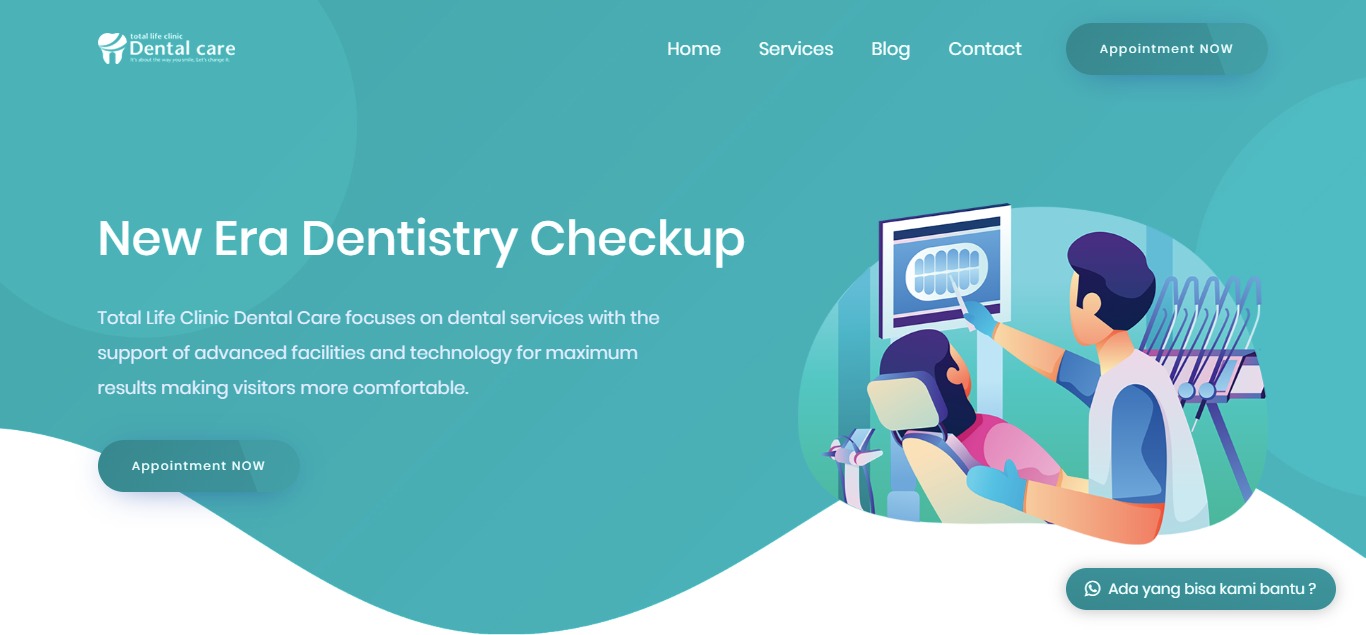 total life clinic
Dental care
It's about the way you smile, Let's change it.
Home Services Blog Contact Appointment NOW
New Era Dentistry Checkup
Total Life Clinic Dental Care focuses on dental services with the
support of advanced facilities and technology for maximum
results making visitors more comfortable.
Appointment NOW
Ada yang bisa kami bantu ?